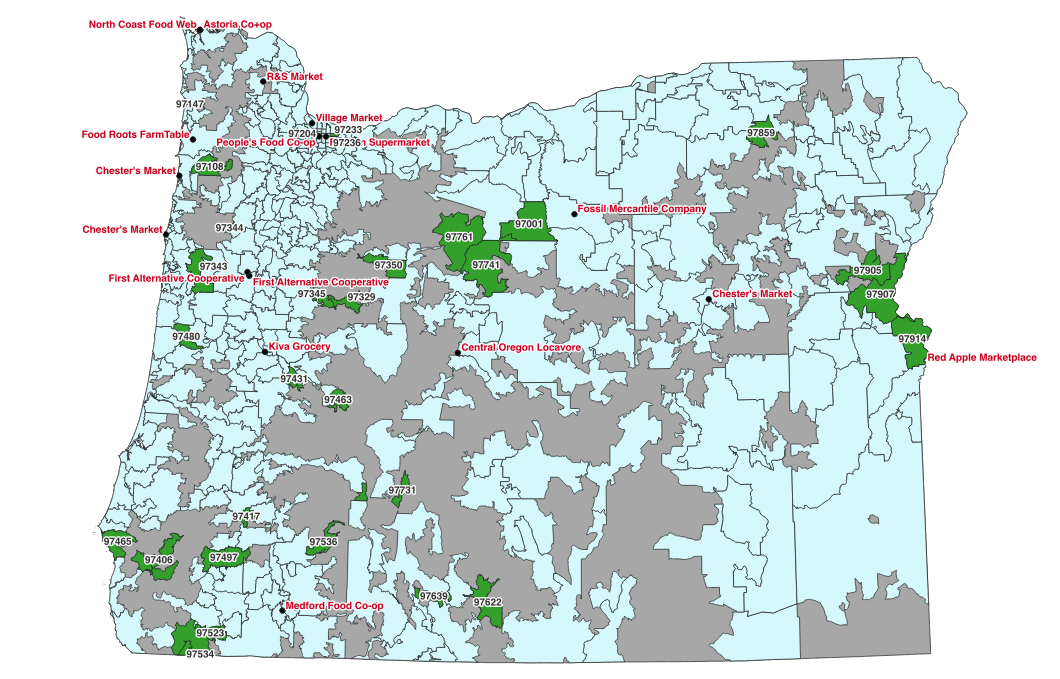 North Coast Food Web
Astoria Co+op
R&S Market
97147
Village Market
97204
97233
Food Roots FarmTable
People's Food Co-op
97236
Supermarket
97859
Chester's Market
97108
Fossil Mercantile Company
97001
Chester's Market
97344
97761
97741
97343
97350
97905
First Alternative Cooperative
First Alternative Cooperative
97345
97329
Chester's Market
97907
97480
97914
Kiva Grocery
Central Oregon Locavore
Red Apple Marketplace
97431
97463
97731
97417
97465
97406
97497
97536
97639
97622
Medford Food Co-op
97523
97534